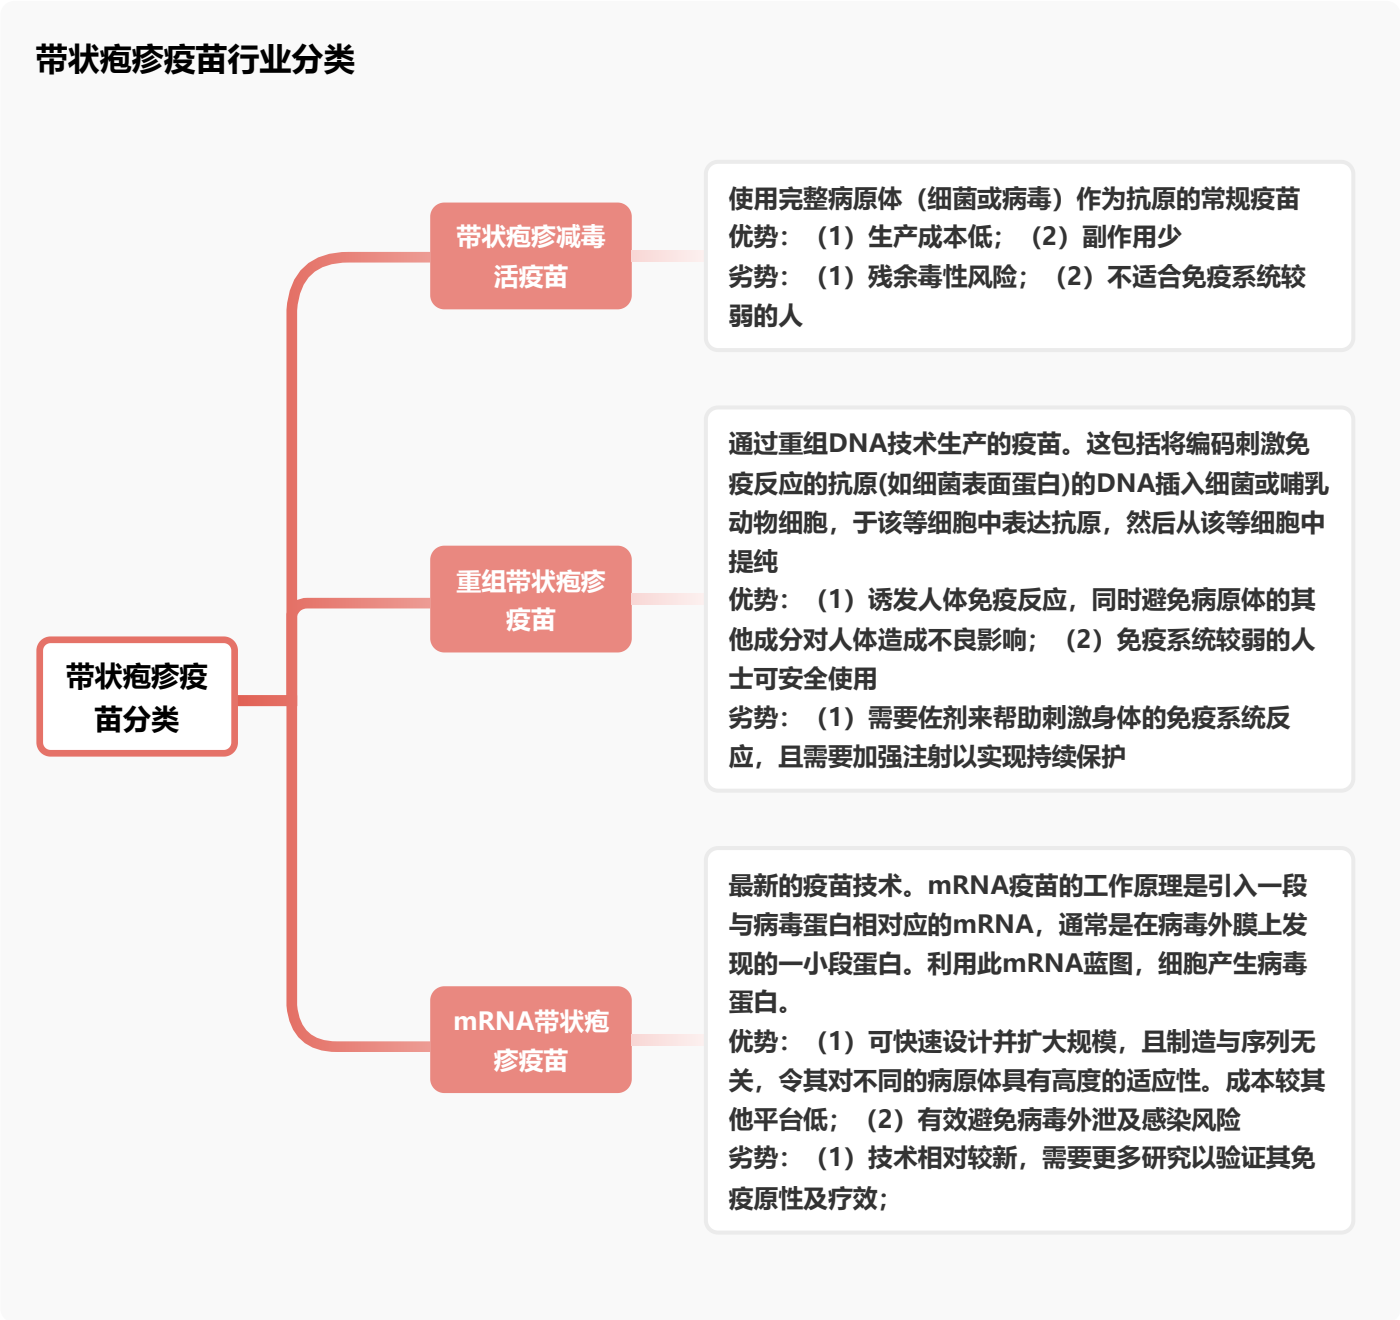 带状疱疹疫苗行业分类
带状疱疹疫
苗分类
带状疱疹减毒
活疫苗
使用完整病原体（细菌或病毒）作为抗原的常规疫苗
优势：（1）生产成本低；（2）副作用少
劣势：（1）残余毒性风险；（2）不适合免疫系统较
弱的人
重组带状疱疹
疫苗
通过重组DNA技术生产的疫苗。这包括将编码刺激免
疫反应的抗原(如细菌表面蛋白)的DNA插入细菌或哺乳
动物细胞，于该等细胞中表达抗原，然后从该等细胞中
提纯
优势：（1）诱发人体免疫反应，同时避免病原体的其
他成分对人体造成不良影响；（2）免疫系统较弱的人
士可安全使用
劣势：（1）需要佐剂来帮助刺激身体的免疫系统反
应，且需要加强注射以实现持续保护
mRNA带状疱
疹疫苗
最新的疫苗技术。mRNA疫苗的工作原理是引入一段
与病毒蛋白相对应的mRNA，通常是在病毒外膜上发
现的一小段蛋白。利用此mRNA蓝图，细胞产生病毒
蛋白。
优势：（1）可快速设计并扩大规模，且制造与序列无
关，令其对不同的病原体具有高度的适应性。成本较其
他平台低；（2）有效避免病毒外泄及感染风险
劣势：（1）技术相对较新，需要更多研究以验证其免
疫原性及疗效；